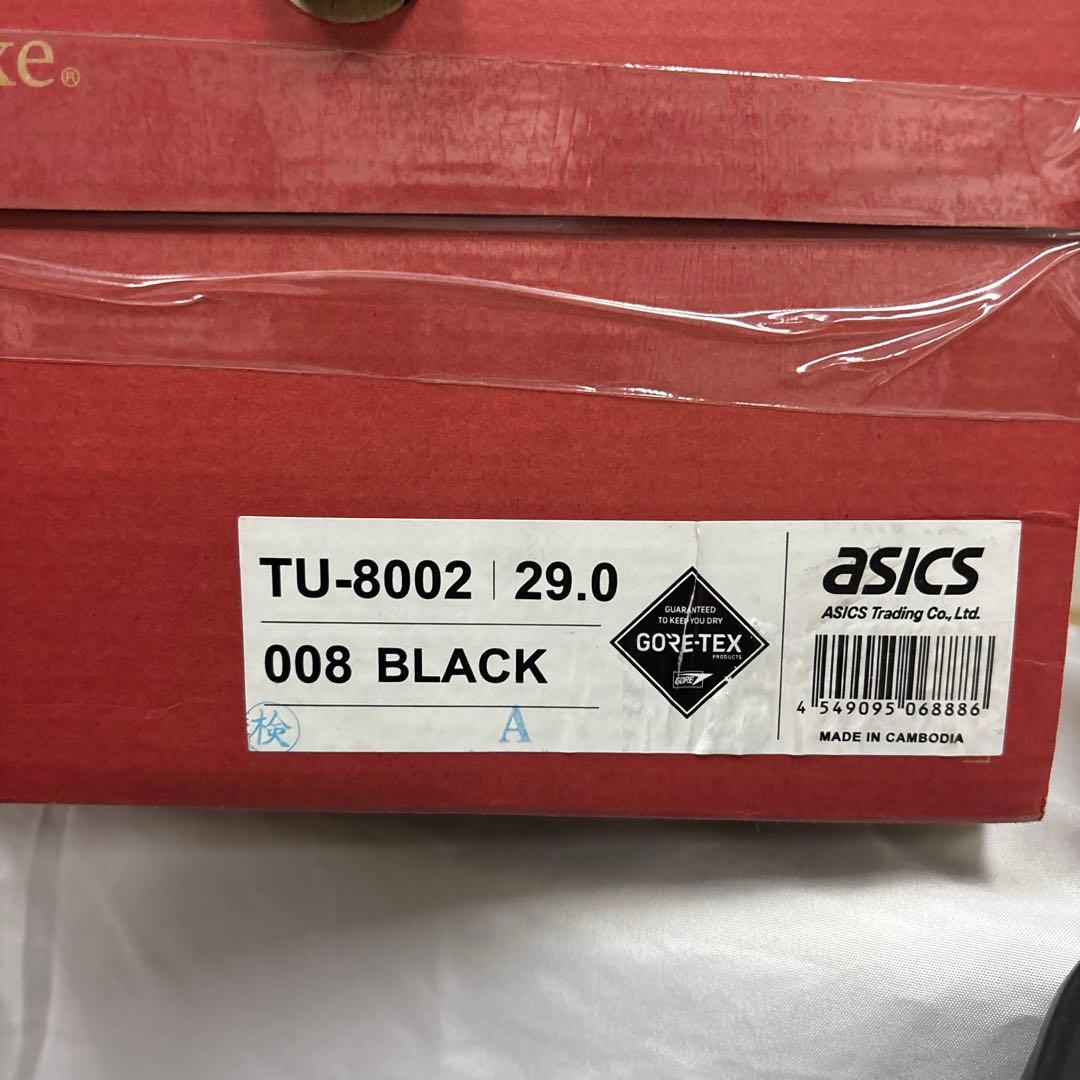 ke®
TU-8002 | 29.0
008 BLACK
検
A
GUARANTEED
TO KEEP YOU DRY
GORE-TEX
PRODUCTS
GORE
asics
ASICS Trading Co., Ltd.
4 549095 068886
MADE IN CAMBODIA